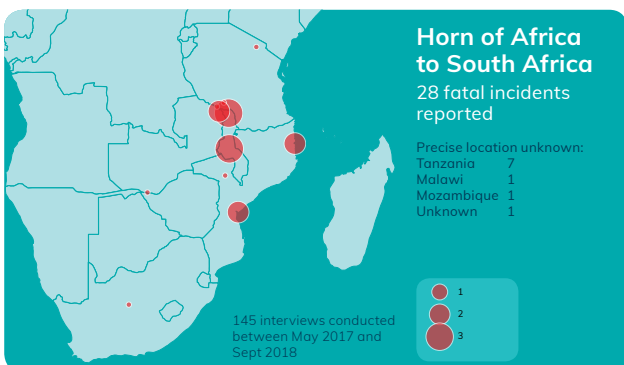 Horn of Africa
to South Africa
28 fatal incidents
reported
Precise location unknown:
Tanzania 7
Malawi 1
Mozambique 1
Unknown 1
145 interviews conducted
between May 2017 and
Sept 2018
1
2
3